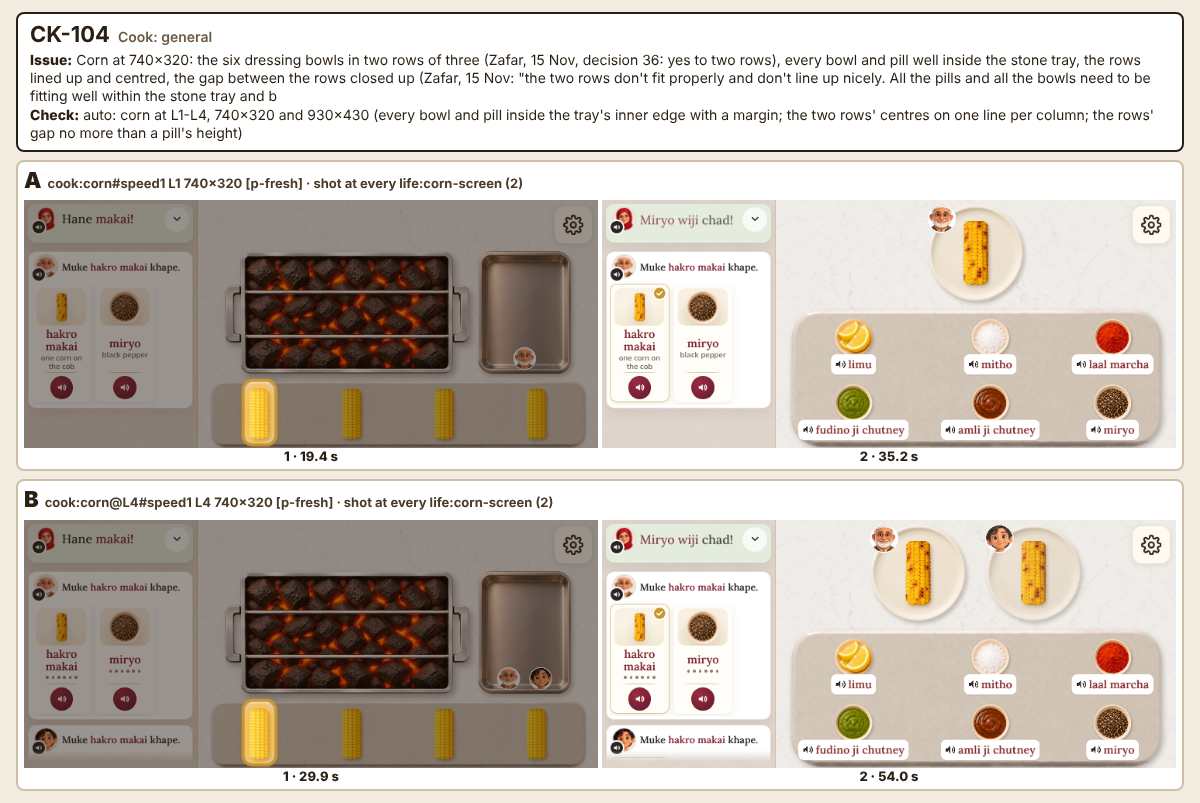 CK-104 Cook: general
Issue: Corn at 740×320: the six dressing bowls in two rows of three (Zafar, 15 Nov, decision 36: yes to two rows), every bowl and pill well inside the stone tray, the rows
lined up and centred, the gap between the rows closed up (Zafar, 15 Nov: "the two rows don't fit properly and don't line up nicely. All the pills and all the bowls need to be
fitting well within the stone tray and b
Check: auto: corn at L1-L4, 740×320 and 930×430 (every bowl and pill inside the tray's inner edge with a margin; the two rows' centres on one line per column; the rows'
gap no more than a pill's height)
A cook:corn#speed1 L1 740×320 [p-fresh] · shot at every life:corn-screen (2)
Hane makai!
Muke hakro makai khape.
hakro
makai
one corn on
the cob
miryo
black pepper
1 · 19.4 s
Miryo wiji chad!
Muke hakro makai khape.
hakro
makai
one corn on
the cob
miryo
black pepper
limu
mitho
laal marcha
fudino ji chutney
amli ji chutney
miryo
2 · 35.2 s
B cook:corn@L4#speed1 L4 740×320 [p-fresh] · shot at every life:corn-screen (2)
Hane makai!
Muke hakro makai khape.
hakro
makai
miryo
Muke hakro makai khape.
1 · 29.9 s
Miryo wiji chad!
Muke hakro makai khape.
hakro
makai
miryo
Muke hakro makai khape.
limu
mitho
laal marcha
fudino ji chutney
amli ji chutney
miryo
2 · 54.0 s